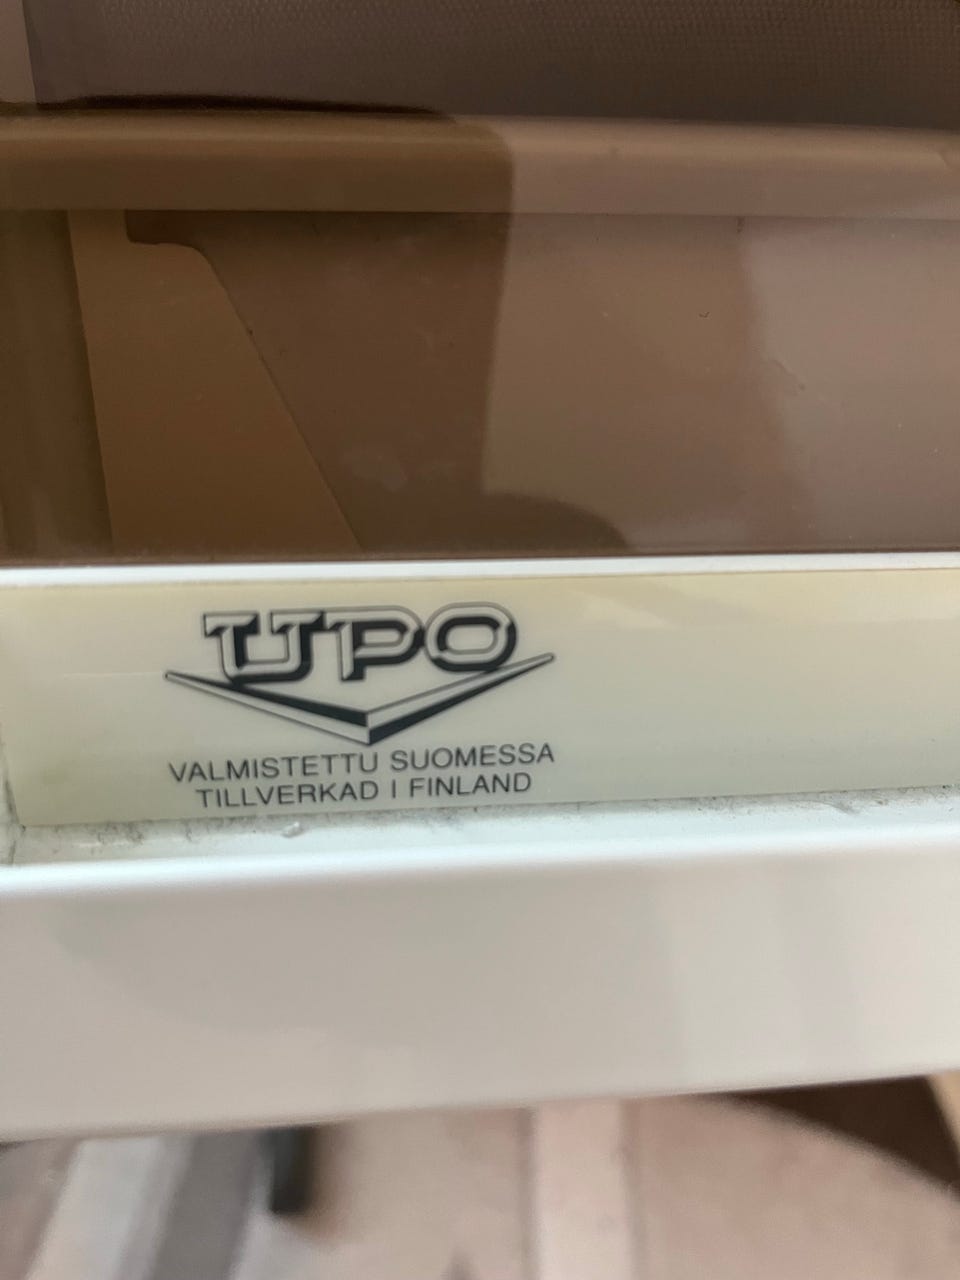 UPO
VALMISTETTU SUOMESSA
TILLVERKAD I FINLAND